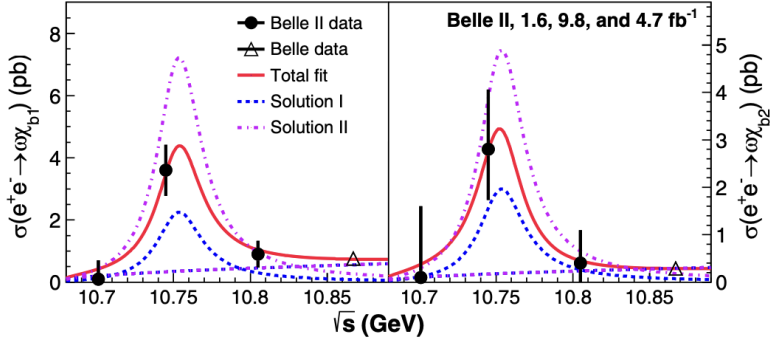 Belle II data
Belle data
Total fit
Solution I
Solution II
Belle II, 1.6, 9.8, and 4.7 fb⁻¹
σ(e⁺e⁻→ωχ_b1) (pb)
8
6
4
2
0
σ(e⁺e⁻→ωχ_b2) (pb)
5
4
3
2
1
0
10.7 10.75 10.8 10.85 10.7 10.75 10.8 10.85
√s (GeV)